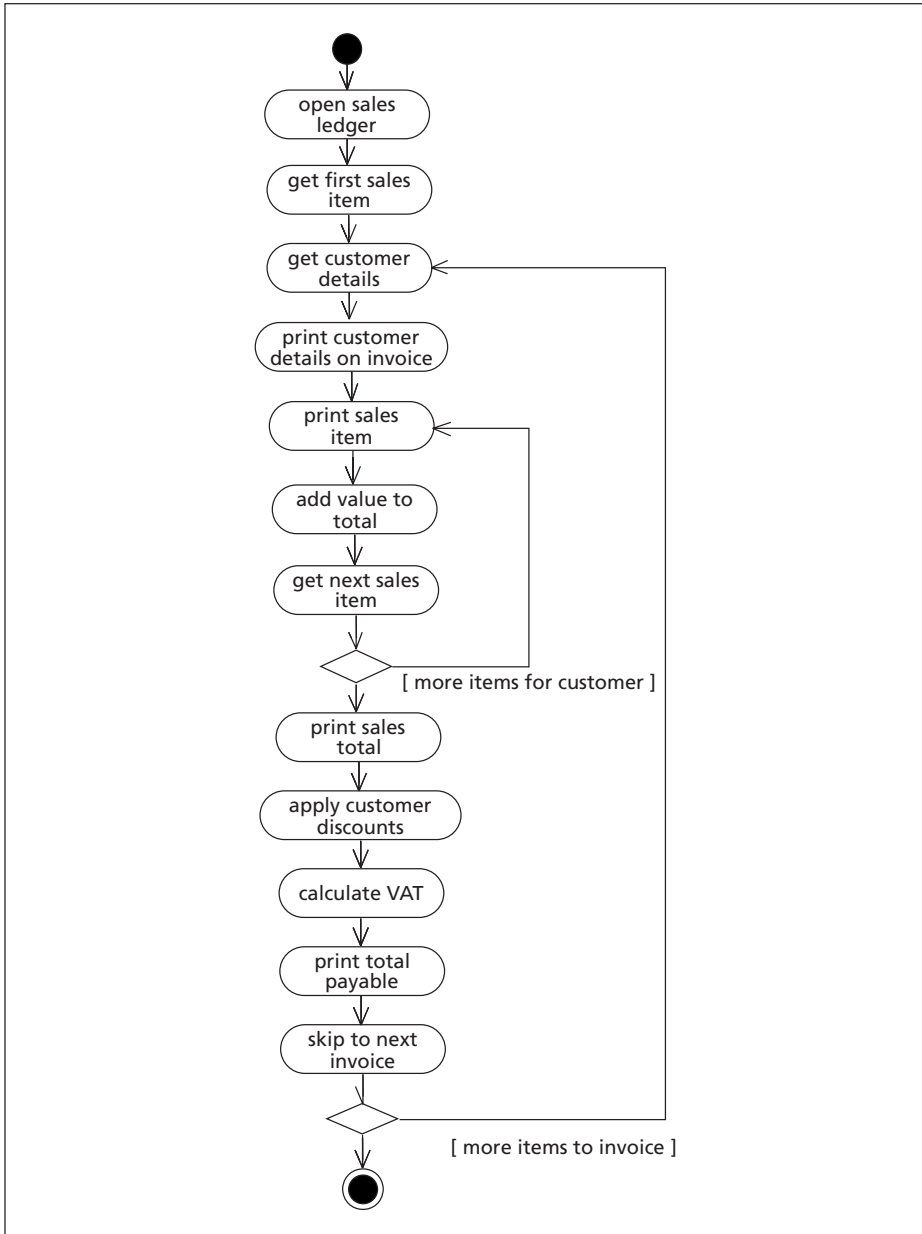 open sales
ledger
get first sales
item
get customer
details
print customer
details on invoice
print sales
item
add value to
total
get next sales
item
[ more items for customer ]
print sales
total
apply customer
discounts
calculate VAT
print total
payable
skip to next
invoice
[ more items to invoice ]